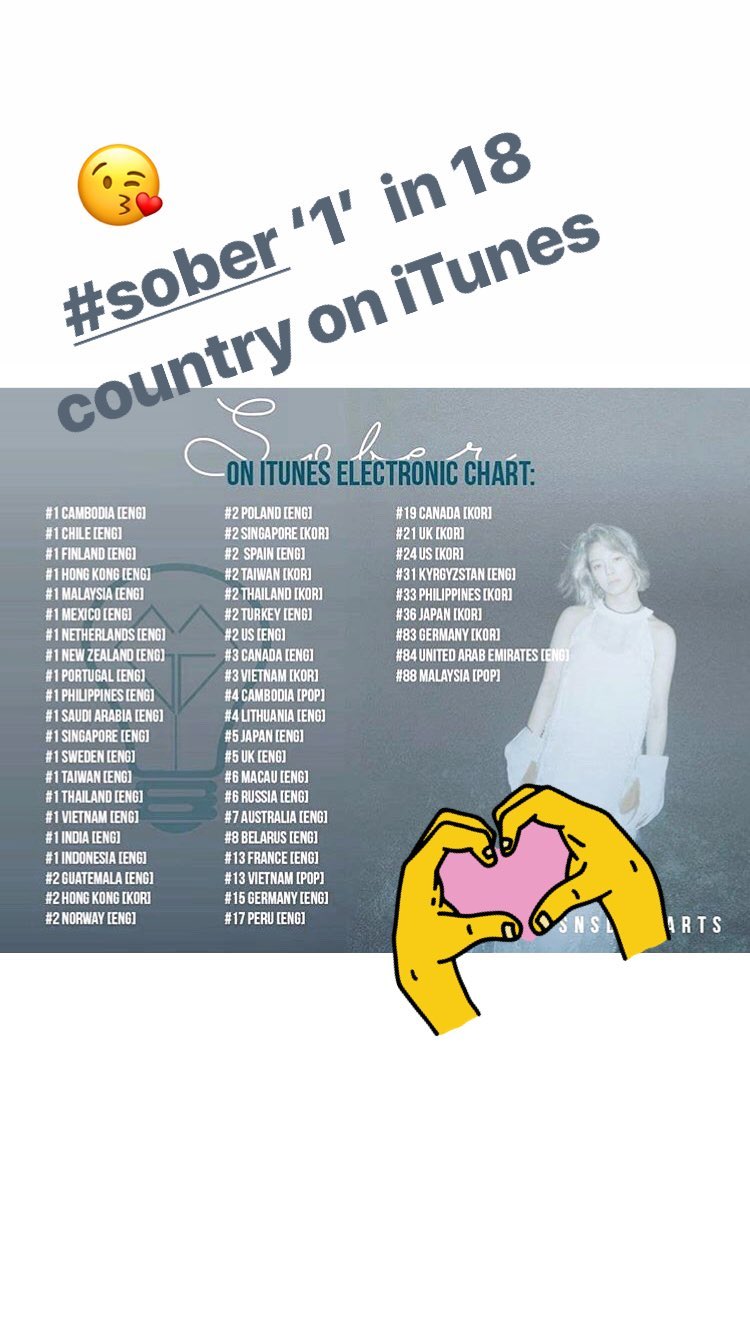 #sober ‘1’ in 18
country on iTunes
Sober
ON ITUNES ELECTRONIC CHART:
#1 CAMBODIA [ENG]
#1 CHILE [ENG]
#1 FINLAND [ENG]
#1 HONG KONG [ENG]
#1 MALAYSIA [ENG]
#1 MEXICO [ENG]
#1 NETHERLANDS [ENG]
#1 NEW ZEALAND [ENG]
#1 PORTUGAL [ENG]
#1 PHILIPPINES [ENG]
#1 SAUDI ARABIA [ENG]
#1 SINGAPORE [ENG]
#1 SWEDEN [ENG]
#1 TAIWAN [ENG]
#1 THAILAND [ENG]
#1 VIETNAM [ENG]
#1 INDIA [ENG]
#1 INDONESIA [ENG]
#2 GUATEMALA [ENG]
#2 HONG KONG [KOR]
#2 NORWAY [ENG]
#2 POLAND [ENG]
#2 SINGAPORE [KOR]
#2 SPAIN [ENG]
#2 TAIWAN [KOR]
#2 THAILAND [KOR]
#2 TURKEY [ENG]
#2 US [ENG]
#3 CANADA [ENG]
#3 VIETNAM [KOR]
#4 CAMBODIA [POP]
#4 LITHUANIA [ENG]
#5 JAPAN [ENG]
#5 UK [ENG]
#6 MACAU [ENG]
#6 RUSSIA [ENG]
#7 AUSTRALIA [ENG]
#8 BELARUS [ENG]
#13 FRANCE [ENG]
#13 VIETNAM [POP]
#15 GERMANY [ENG]
#17 PERU [ENG]
#19 CANADA [KOR]
#21 UK [KOR]
#24 US [KOR]
#31 KYRGYZSTAN [ENG]
#33 PHILIPPINES [KOR]
#36 JAPAN [KOR]
#83 GERMANY [KOR]
#84 UNITED ARAB EMIRATES [ENG]
#88 MALAYSIA [POP]